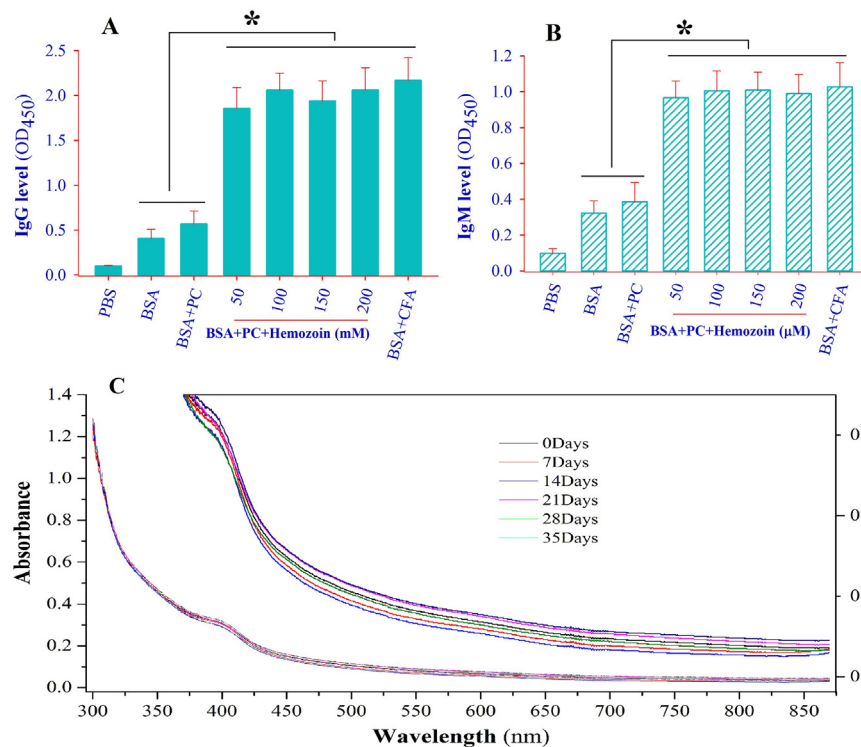 A
*
IgG level (OD450)
2.5
2.0
1.5
1.0
0.5
0.0
PBS
BSA
BSA+PC
50
100
150
200
BSA+CFA
BSA+PC+Hemozoin (mM)
B
*
IgM level (OD450)
1.2
1.0
0.8
0.6
0.4
0.2
0.0
PBS
BSA
BSA+PC
50
100
150
200
BSA+CFA
BSA+PC+Hemozoin (μM)
C
Absorbance
1.4
1.2
1.0
0.8
0.6
0.4
0.2
0.0
0Days
7Days
14Days
21Days
28Days
35Days
0
0
0
0
300 350 400 450 500 550 600 650 700 750 800 850
Wavelength (nm)